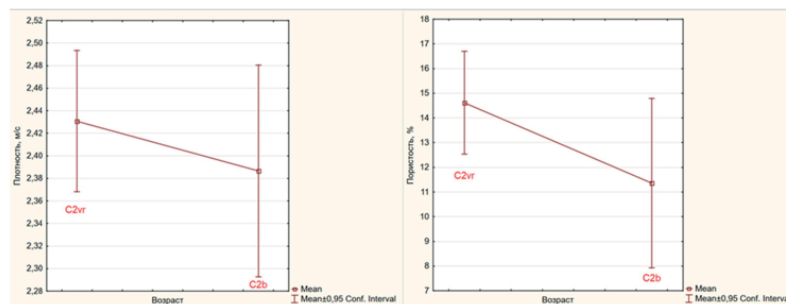 2,52
2,50
2,48
2,46
2,44
2,42
2,40
2,38
2,36
2,34
2,32
2,30
2,28
Плотность, м/с
C2vr
C2b
Возраст
Mean
Mean±0,95 Conf. Interval
18
17
16
15
14
13
12
11
10
9
8
7
Пористость, %
C2vr
C2b
Возраст
Mean
Mean±0,95 Conf. Interval